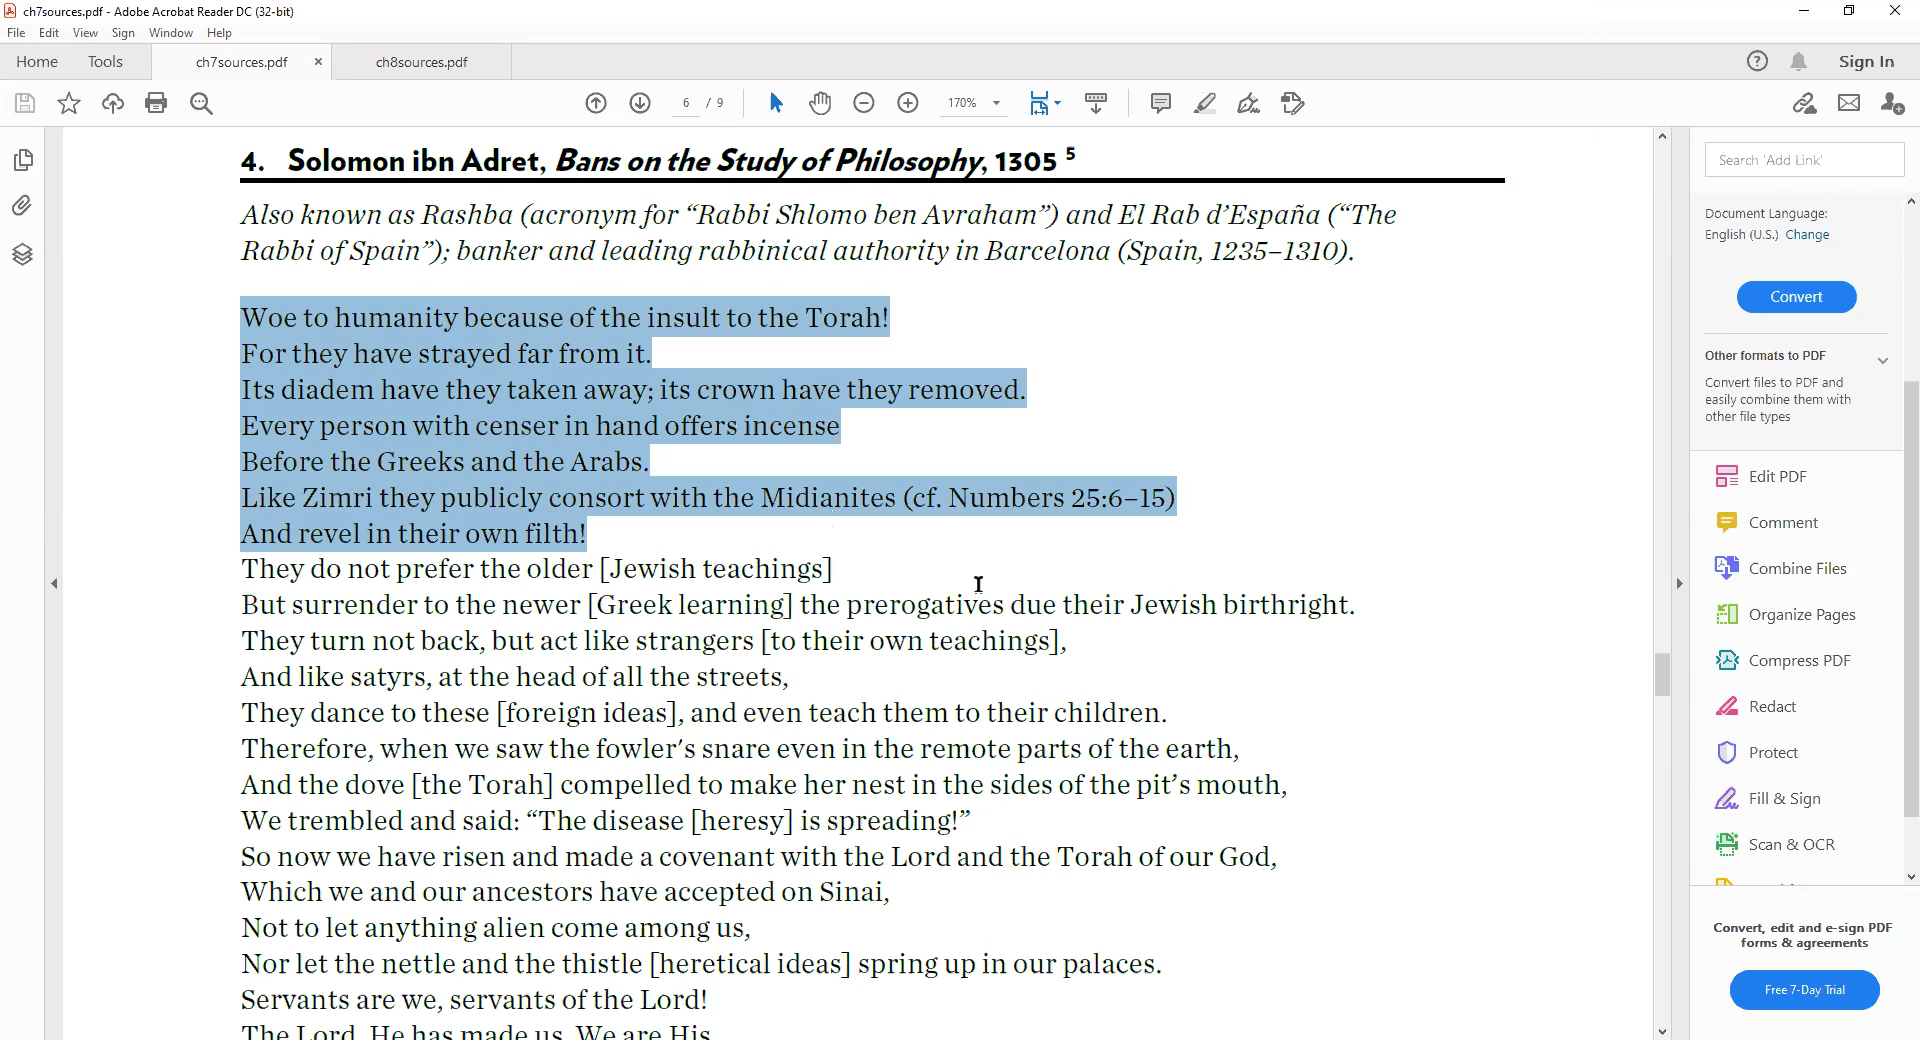 ch7sources.pdf - Adobe Acrobat Reader DC (32-bit)
File Edit View Sign Window Help
Home Tools ch7sources.pdf × ch8sources.pdf Sign In
6 / 9 170%
4. Solomon ibn Adret, Bans on the Study of Philosophy, 1305 5
Also known as Rashba (acronym for “Rabbi Shlomo ben Avraham”) and El Rab d’España (“The
Rabbi of Spain”); banker and leading rabbinical authority in Barcelona (Spain, 1235–1310).
Woe to humanity because of the insult to the Torah!
For they have strayed far from it.
Its diadem have they taken away; its crown have they removed.
Every person with censer in hand offers incense
Before the Greeks and the Arabs.
Like Zimri they publicly consort with the Midianites (cf. Numbers 25:6–15)
And revel in their own filth!
They do not prefer the older [Jewish teachings]
But surrender to the newer [Greek learning] the prerogatives due their Jewish birthright.
They turn not back, but act like strangers [to their own teachings],
And like satyrs, at the head of all the streets,
They dance to these [foreign ideas], and even teach them to their children.
Therefore, when we saw the fowler’s snare even in the remote parts of the earth,
And the dove [the Torah] compelled to make her nest in the sides of the pit’s mouth,
We trembled and said: “The disease [heresy] is spreading!”
So now we have risen and made a covenant with the Lord and the Torah of our God,
Which we and our ancestors have accepted on Sinai,
Not to let anything alien come among us,
Nor let the nettle and the thistle [heretical ideas] spring up in our palaces.
Servants are we, servants of the Lord!
The Lord, He has made us. We are His
Search 'Add Link'
Document Language:
English (U.S.) Change
Convert
Other formats to PDF
Convert files to PDF and
easily combine them with
other file types
Edit PDF
Comment
Combine Files
Organize Pages
Compress PDF
Redact
Protect
Fill & Sign
Scan & OCR
Convert, edit and e-sign PDF
forms & agreements
Free 7-Day Trial